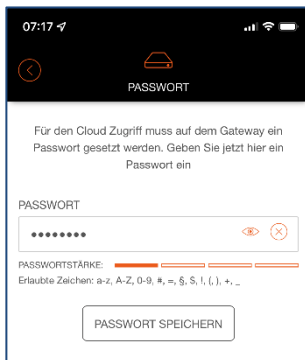 07:17
PASSWORT
Für den Cloud Zugriff muss auf dem Gateway ein
Passwort gesetzt werden. Geben Sie jetzt hier ein
Passwort ein
PASSWORT
••••••••
PASSWORTSTÄRKE:
Erlaubte Zeichen: a-z, A-Z, 0-9, #, =, §, $, !, (, ), +, _
PASSWORT SPEICHERN